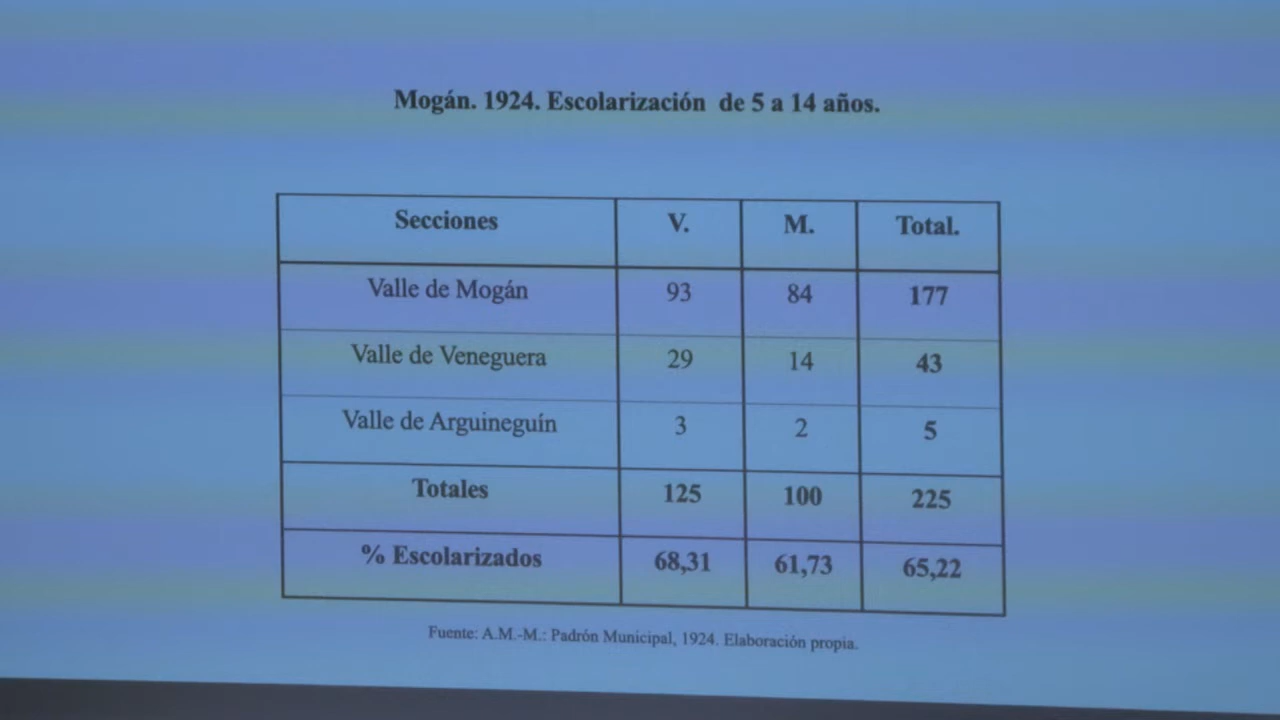 Mogán. 1924. Escolarización de 5 a 14 años.
Secciones V. M. Total.
Valle de Mogán 93 84 177
Valle de Veneguera 29 14 43
Valle de Arguineguín 3 2 5
Totales 125 100 225
% Escolarizados 68,31 61,73 65,22
Fuente: A.M.-M.: Padrón Municipal, 1924. Elaboración propia.